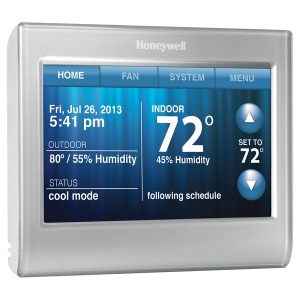 Honeywell
HOME FAN SYSTEM MENU
Fri, Jul 26, 2013
5:41 pm
OUTDOOR
80° / 55% Humidity
STATUS
cool mode
INDOOR
72°
45% Humidity
following schedule
SET TO
72°